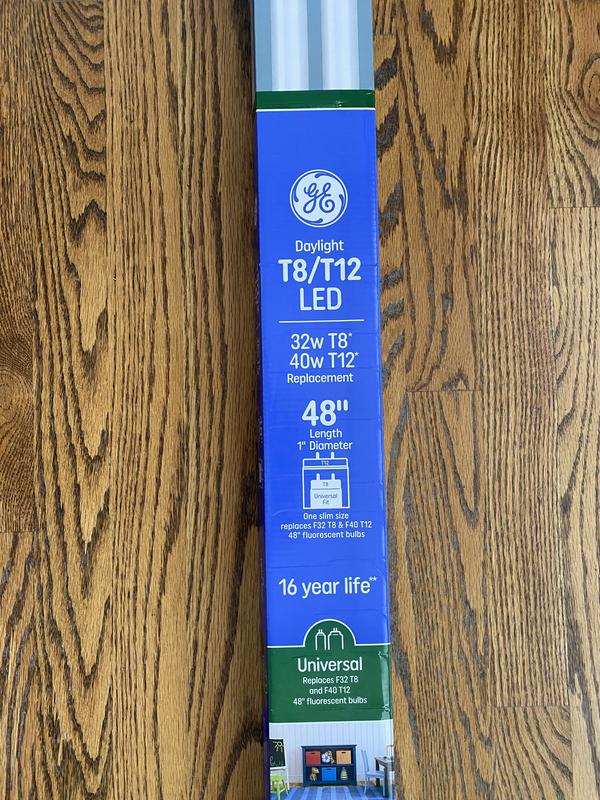 GE
Daylight
T8/T12
LED
32w T8*
40w T12*
Replacement
48"
Length
1" Diameter
T12
T8
Universal
Fit
One slim size
replaces F32 T8 & F40 T12
48" fluorescent bulbs
16 year life**
Universal
Replaces F32 T8
and F40 T12
48" fluorescent bulbs